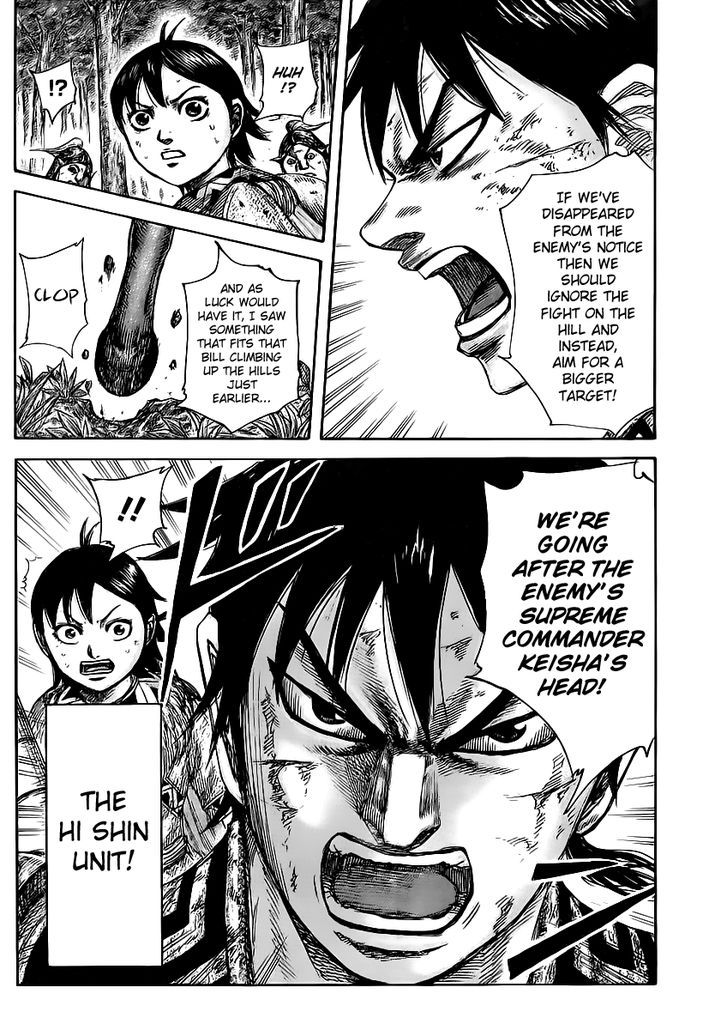 IF WE'VE
DISAPPEARED
FROM THE
ENEMY'S NOTICE
THEN WE
SHOULD
IGNORE THE
FIGHT ON THE
HILL AND
INSTEAD,
AIM FOR A
BIGGER
TARGET!
HUH
!?
!?
AND AS
LUCK WOULD
HAVE IT, I SAW
SOMETHING
THAT FITS THAT
BILL CLIMBING
UP THE HILLS
JUST
EARLIER...
CLOP
WE'RE
GOING
AFTER THE
ENEMY'S
SUPREME
COMMANDER
KEISHA'S
HEAD!
!!
THE
HI SHIN
UNIT!